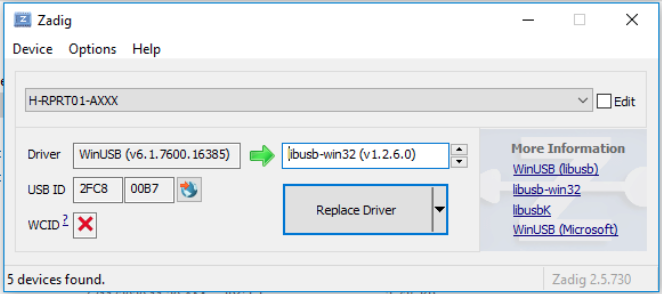 Zadig
Device Options Help
H-RPRT01-AXXX Edit
Driver WinUSB (v6.1.7600.16385) libusb-win32 (v1.2.6.0)
USB ID 2FC8 00B7
WCID ?
Replace Driver
More Information
WinUSB (libusb)
libusb-win32
libusbK
WinUSB (Microsoft)
5 devices found. Zadig 2.5.730